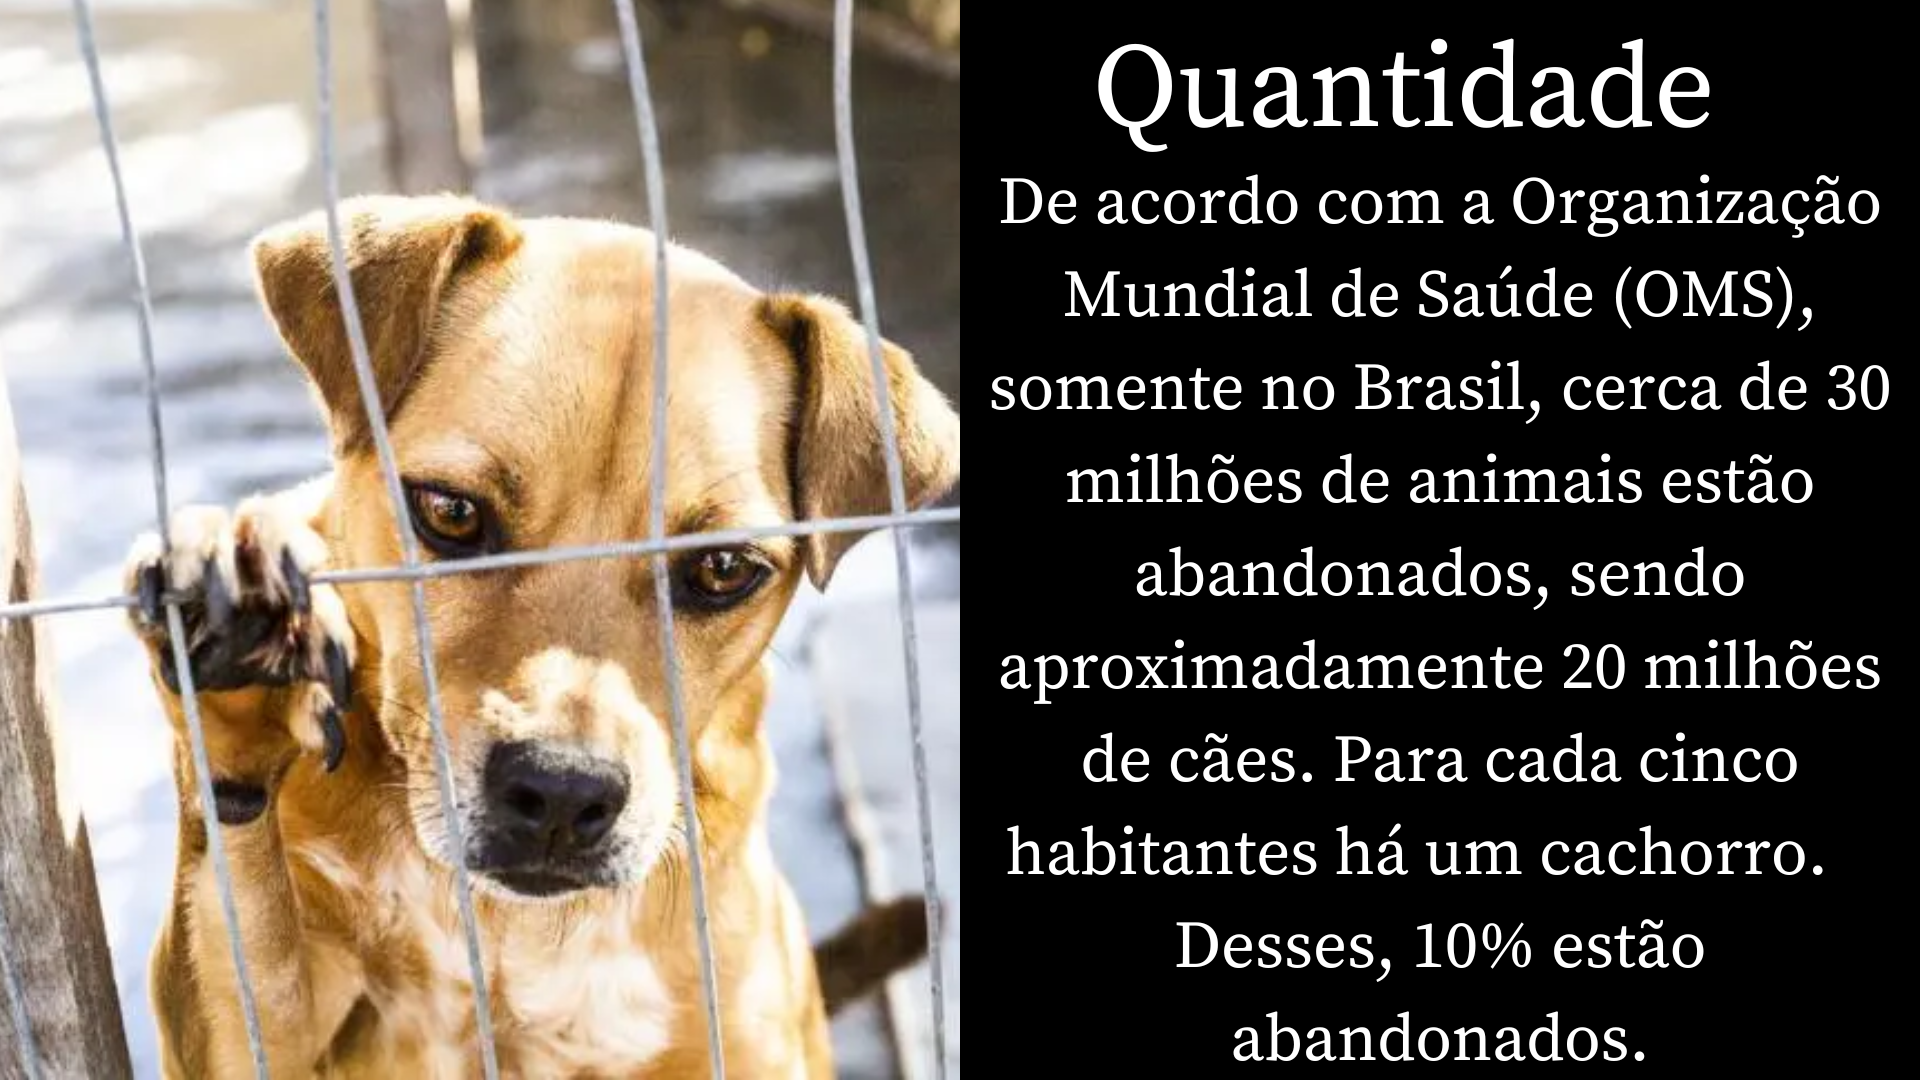 Quantidade
De acordo com a Organização
Mundial de Saúde (OMS),
somente no Brasil, cerca de 30
milhões de animais estão
abandonados, sendo
aproximadamente 20 milhões
de cães. Para cada cinco
habitantes há um cachorro.
Desses, 10% estão
abandonados.